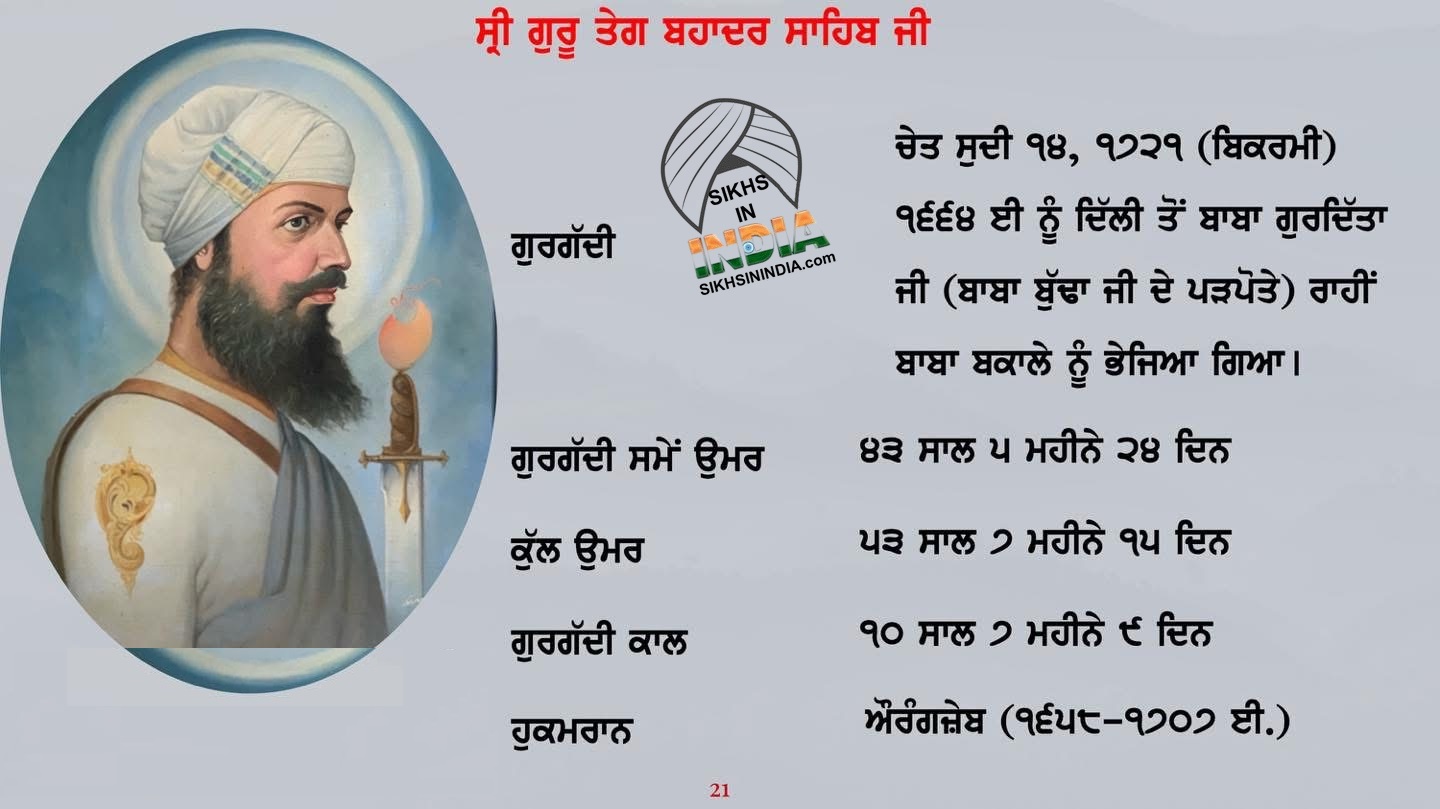 ਸ੍ਰੀ ਗੁਰੂ ਤੇਗ ਬਹਾਦਰ ਸਾਹਿਬ ਜੀ
SIKHS
IN
INDIA
SIKHSININDIA.com
ਗੁਰਗੱਦੀ
ਚੇਤ ਸੁਦੀ ੧੪, ੧੭੨੧ (ਬਿਕਰਮੀ)
੧੬੬੪ ਈ ਨੂੰ ਦਿੱਲੀ ਤੋਂ ਬਾਬਾ ਗੁਰਦਿੱਤਾ
ਜੀ (ਬਾਬਾ ਬੁੱਢਾ ਜੀ ਦੇ ਪੜਪੋਤੇ) ਰਾਹੀਂ
ਬਾਬਾ ਬਕਾਲੇ ਨੂੰ ਭੇਜਿਆ ਗਿਆ।
ਗੁਰਗੱਦੀ ਸਮੇਂ ਉਮਰ ੪੩ ਸਾਲ ੫ ਮਹੀਨੇ ੨੪ ਦਿਨ
ਕੁੱਲ ਉਮਰ ੫੩ ਸਾਲ ੭ ਮਹੀਨੇ ੧੫ ਦਿਨ
ਗੁਰਗੱਦੀ ਕਾਲ ੧੦ ਸਾਲ ੭ ਮਹੀਨੇ ੯ ਦਿਨ
ਹੁਕਮਰਾਨ ਔਰੰਗਜ਼ੇਬ (੧੬੫੮-੧੭੦੭ ਈ.)
21